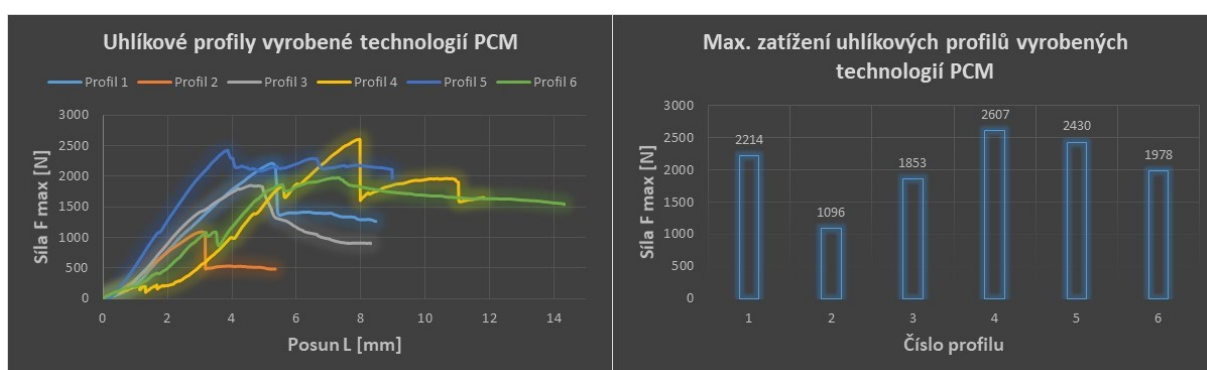 Uhlíkové profily vyrobené technologií PCM
Profil 1 Profil 2 Profil 3 Profil 4 Profil 5 Profil 6
3000
2500
2000
1500
1000
500
0
Síla F max [N]
0 2 4 6 8 10 12 14
Posun L [mm]
Max. zatížení uhlíkových profilů vyrobených
technologií PCM
3000
2500
2000
1500
1000
500
0
Síla F max [N]
2214 1096 1853 2607 2430 1978
1 2 3 4 5 6
Číslo profilu